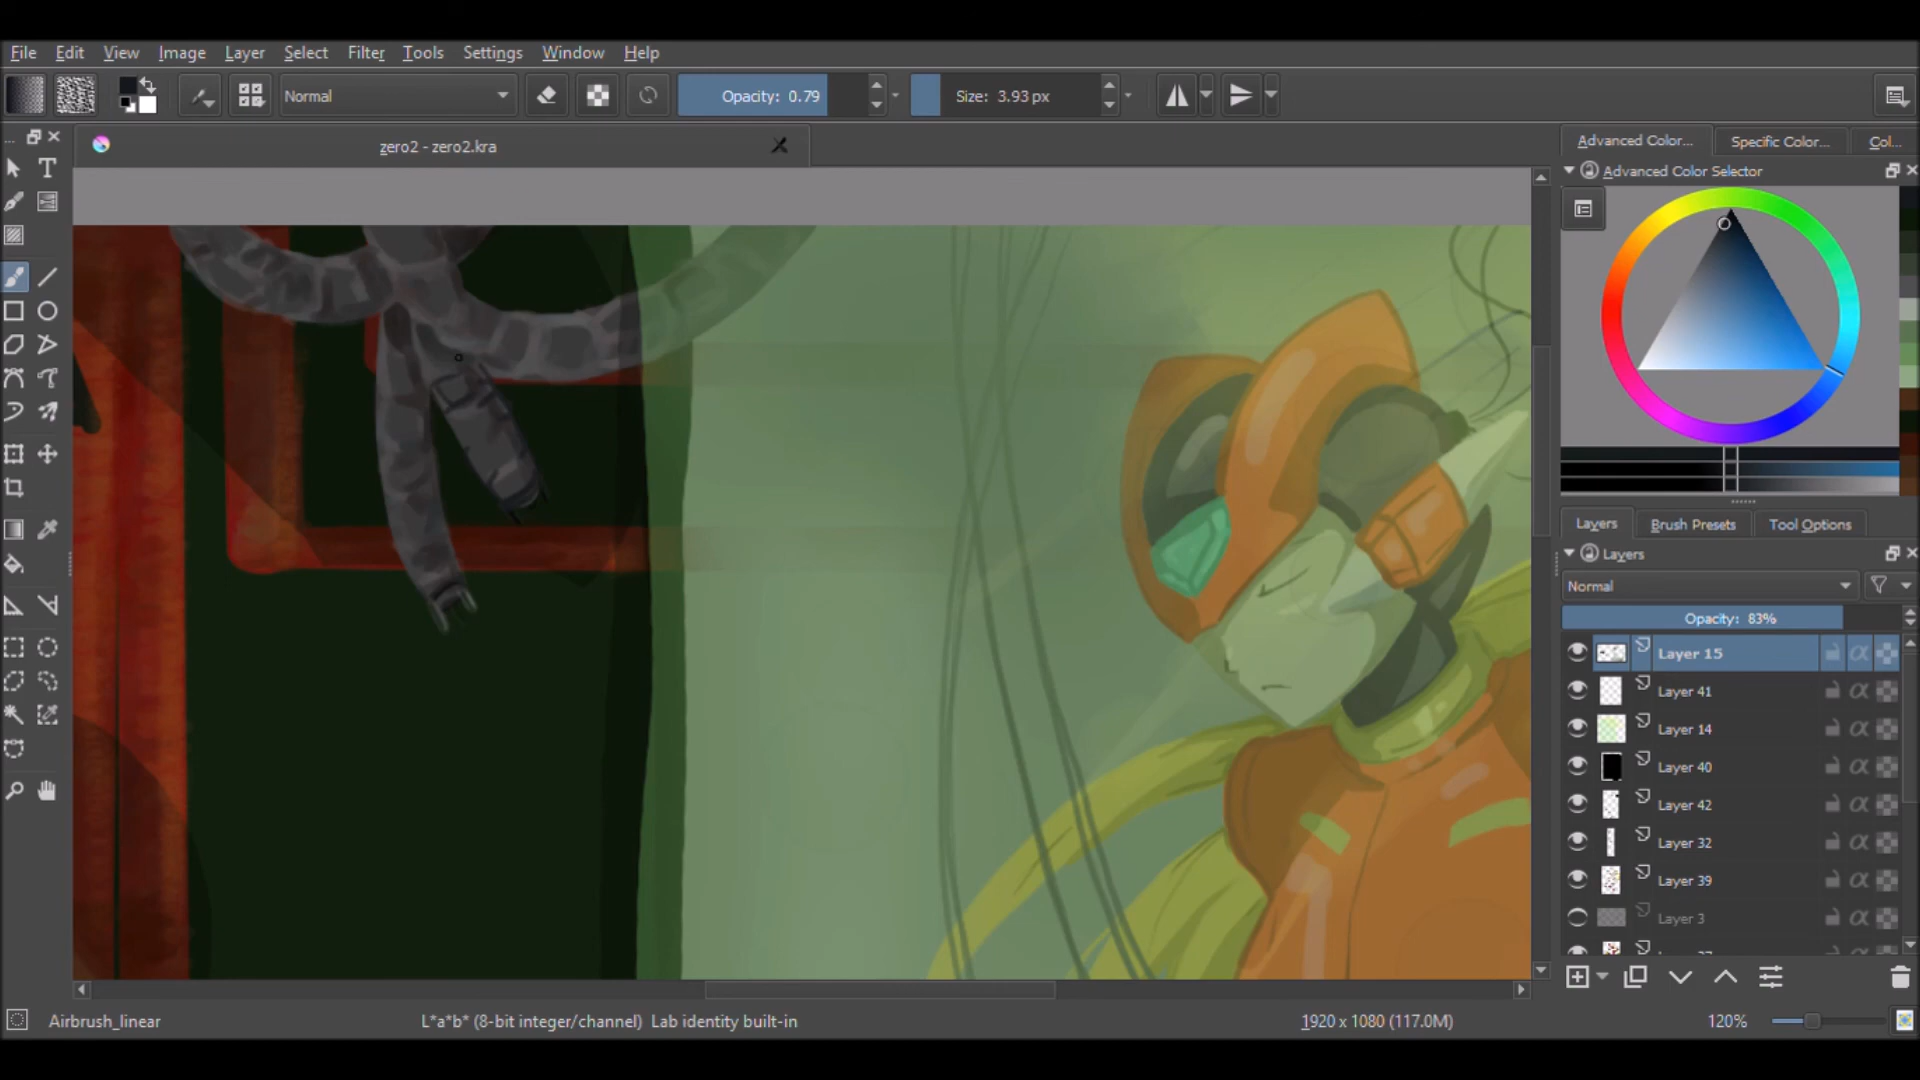 File Edit View Image Layer Select Filter Tools Settings Window Help
Normal
Opacity: 0.79
Size: 3.93 px
zero2 - zero2.kra
Advanced Color...
Specific Color...
Col...
Advanced Color Selector
Layers
Brush Presets
Tool Options
Layers
Normal
Opacity: 83%
Layer 15
Layer 41
Layer 14
Layer 40
Layer 42
Layer 32
Layer 39
Layer 3
Airbrush_linear
L*a*b* (8-bit integer/channel) Lab identity built-in
1920 x 1080 (117.0M)
120%